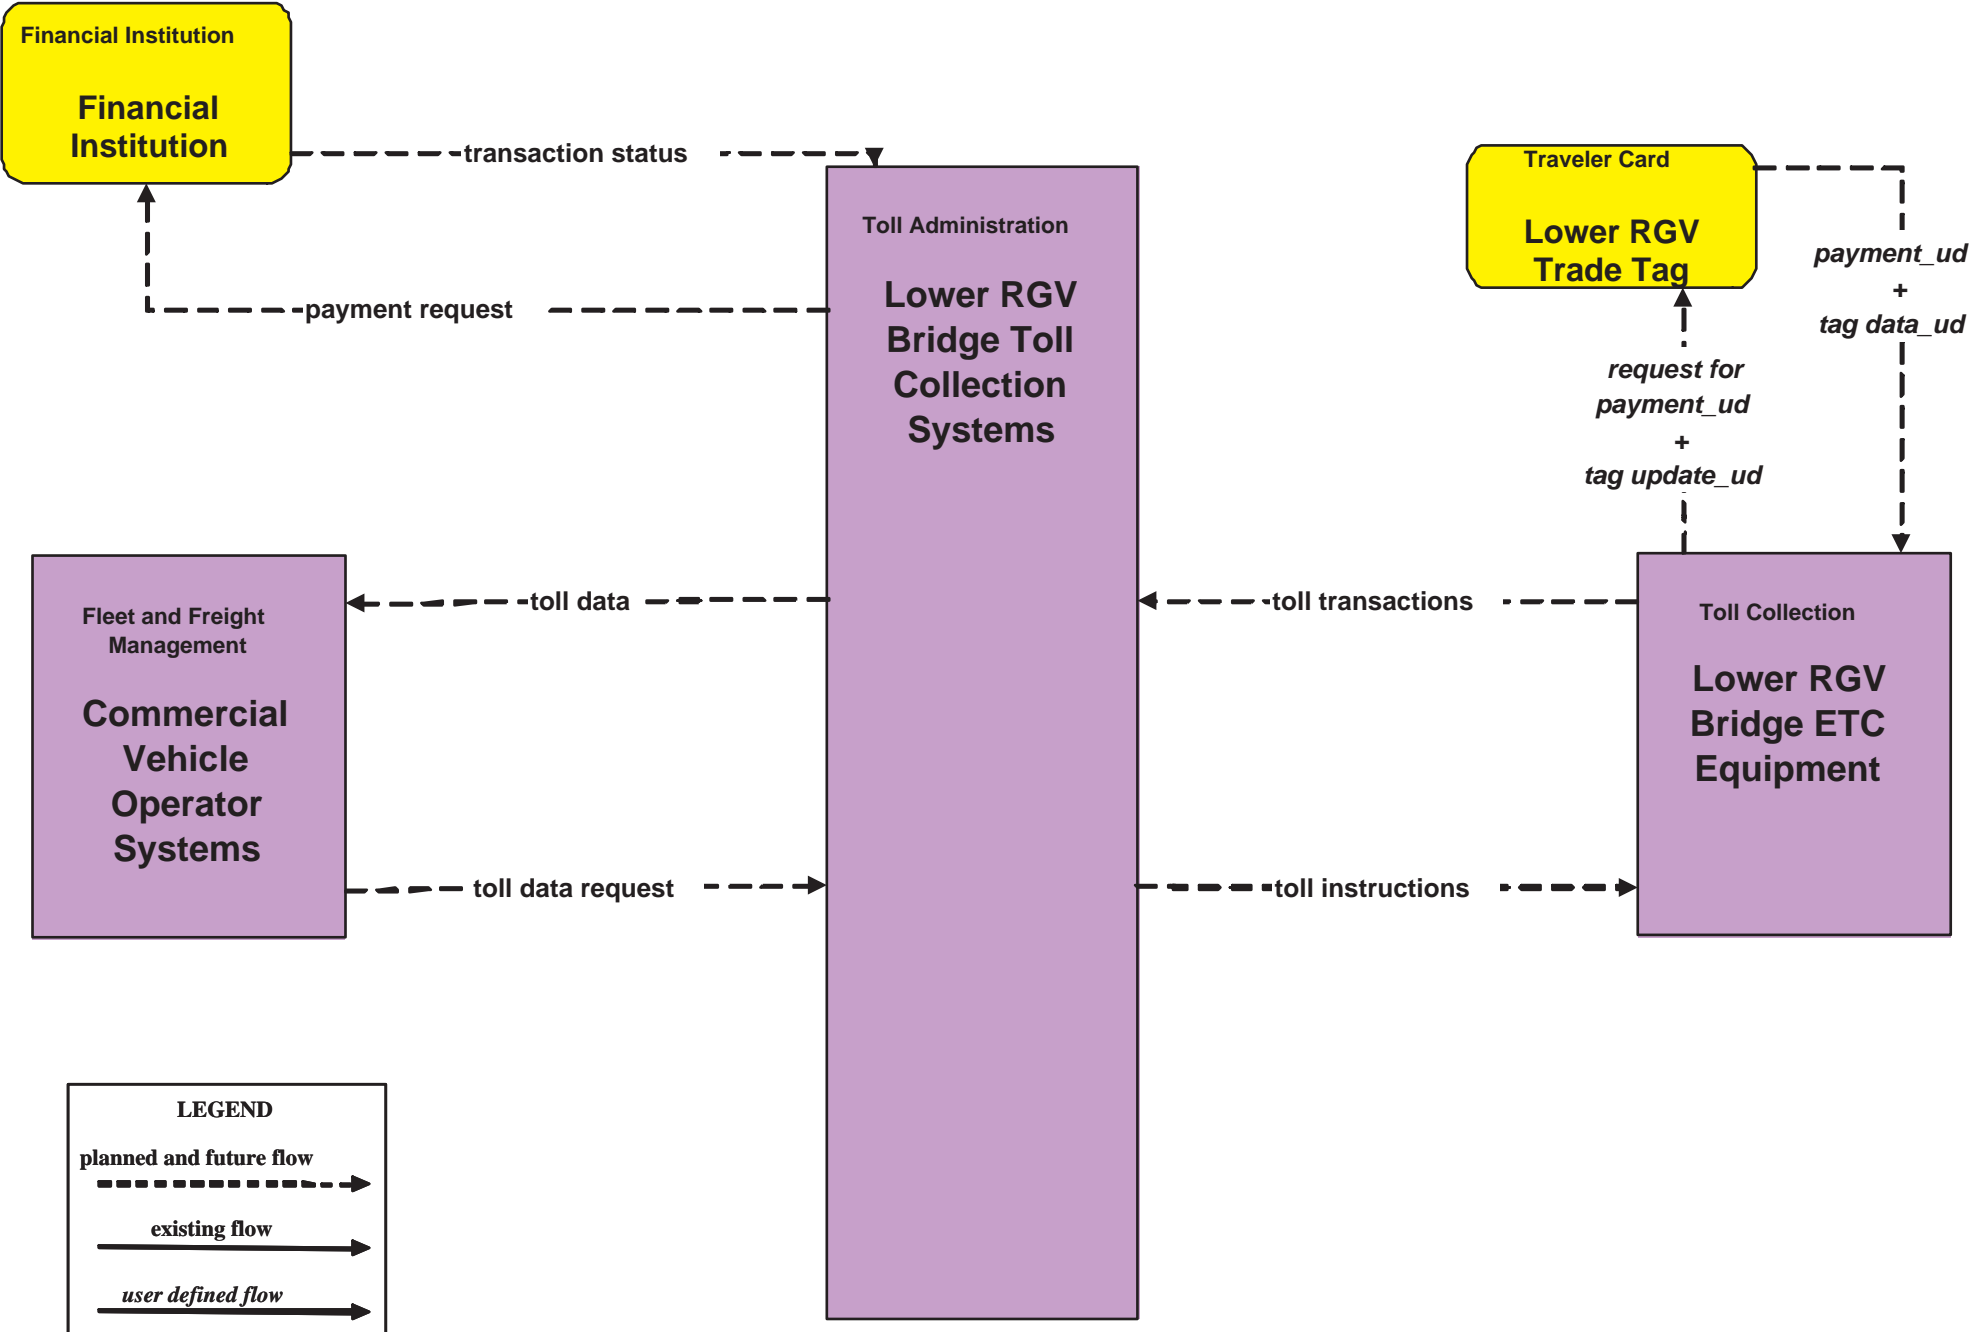 Financial Institution
Financial
Institution
transaction status
payment request
Toll Administration
Lower RGV
Bridge Toll
Collection
Systems
Traveler Card
Lower RGV
Trade Tag
payment_ud
+
tag data_ud
request for
payment_ud
+
tag update_ud
Fleet and Freight
Management
Commercial
Vehicle
Operator
Systems
toll data
toll data request
toll transactions
toll instructions
Toll Collection
Lower RGV
Bridge ETC
Equipment
LEGEND
planned and future flow
existing flow
user defined flow